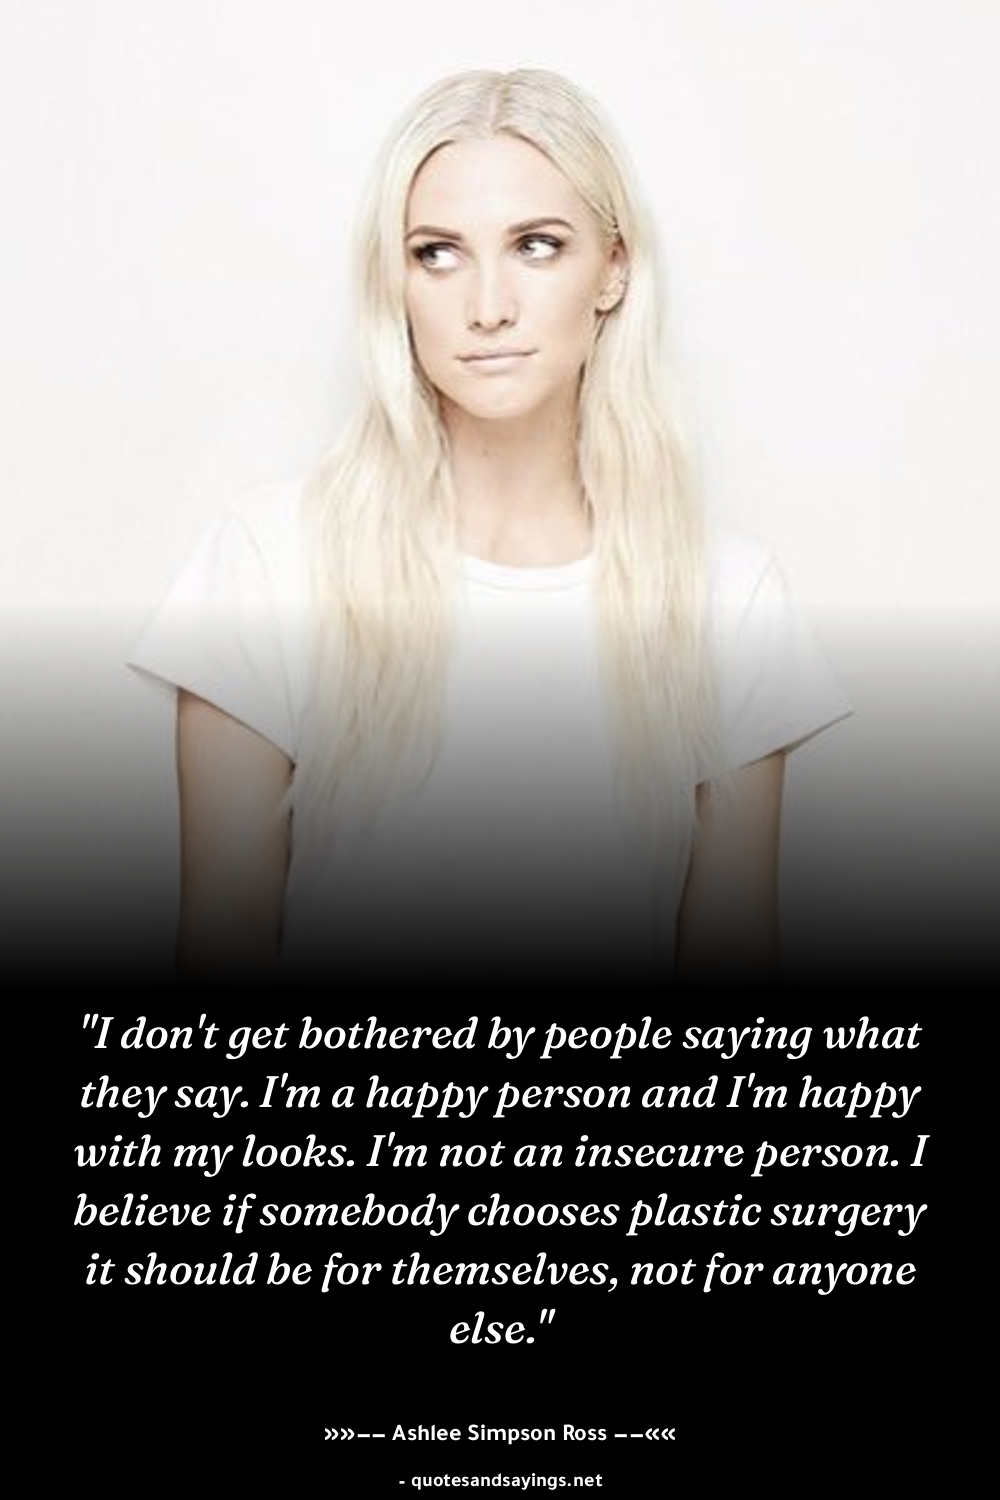 "I don't get bothered by people saying what
they say. I'm a happy person and I'm happy
with my looks. I'm not an insecure person. I
believe if somebody chooses plastic surgery
it should be for themselves, not for anyone
else."
»»–– Ashlee Simpson Ross ––««
- quotesandsayings.net